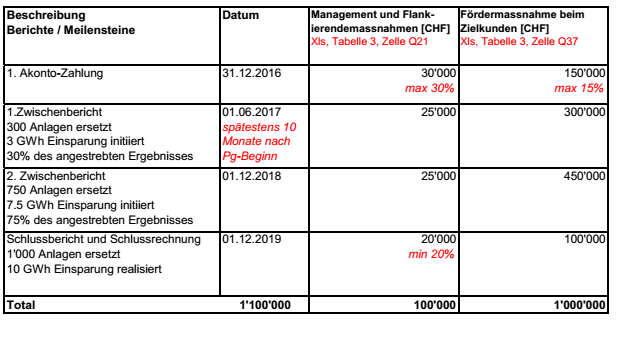 Beschreibung
Berichte / Meilensteine
Datum
Management und Flank-
ierendemassnahmen [CHF]
Xls, Tabelle 3, Zelle Q21
Fördermassnahme beim
Zielkunden [CHF]
Xls, Tabelle 3, Zelle Q37
1. Akonto-Zahlung
31.12.2016
30'000
max 30%
150'000
max 15%
1.Zwischenbericht
300 Anlagen ersetzt
3 GWh Einsparung initiiert
30% des angestrebten Ergebnisses
01.06.2017
spätestens 10
Monate nach
Pg-Beginn
25'000
300'000
2. Zwischenbericht
750 Anlagen ersetzt
7.5 GWh Einsparung initiiert
75% des angestrebten Ergebnisses
01.12.2018
25'000
450'000
Schlussbericht und Schlussrechnung
1'000 Anlagen ersetzt
10 GWh Einsparung realisiert
01.12.2019
20'000
min 20%
100'000
Total
1'100'000
100'000
1'000'000